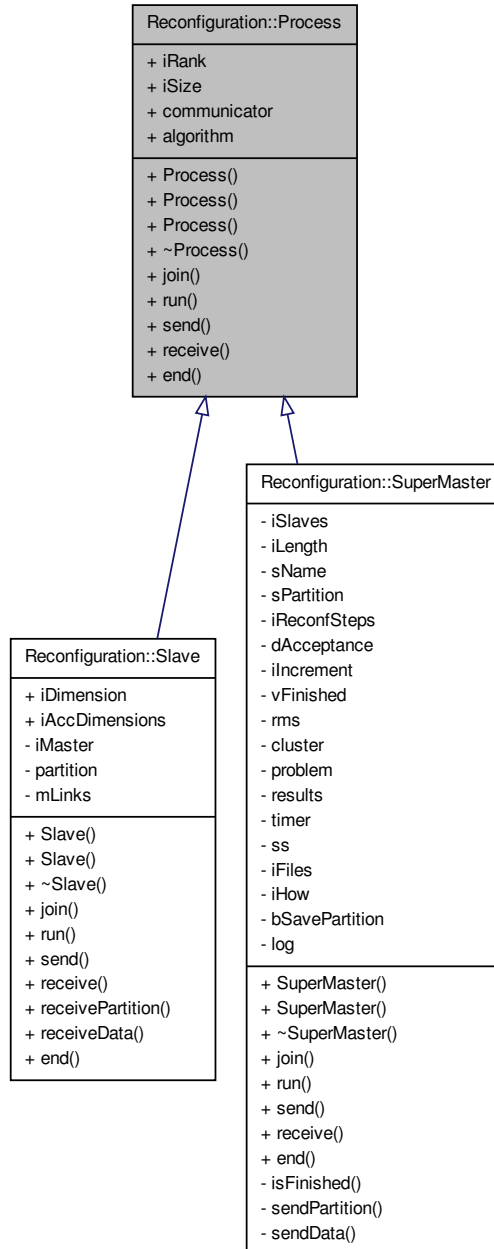 Reconfiguration::Process
+ iRank
+ iSize
+ communicator
+ algorithm
+ Process()
+ Process()
+ Process()
+ ~Process()
+ join()
+ run()
+ send()
+ receive()
+ end()
Reconfiguration::Slave
+ iDimension
+ iAccDimensions
- iMaster
- partition
- mLinks
+ Slave()
+ Slave()
+ ~Slave()
+ join()
+ run()
+ send()
+ receive()
+ receivePartition()
+ receiveData()
+ end()
Reconfiguration::SuperMaster
- iSlaves
- iLength
- sName
- sPartition
- iReconfSteps
- dAcceptance
- iIncrement
- vFinished
- rms
- cluster
- problem
- results
- timer
- ss
- iFiles
- iHow
- bSavePartition
- log
+ SuperMaster()
+ SuperMaster()
+ ~SuperMaster()
+ join()
+ run()
+ send()
+ receive()
+ end()
- isFinished()
- sendPartition()
- sendData()